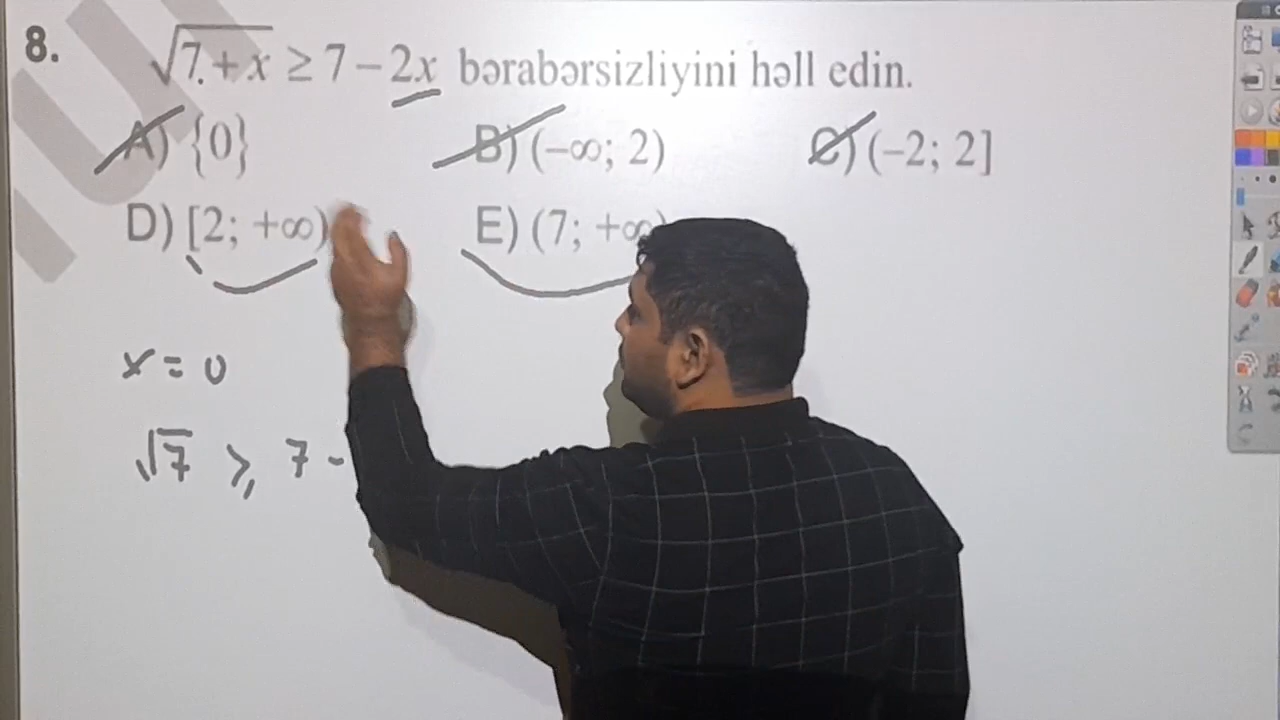 8. √7 + x ≥ 7 – 2x bərabərsizliyini həll edin.
A) {0} B) (–∞; 2) C) (–2; 2]
D) [2; +∞) E) (7; +∞)
x = 0
√7 ≥ 7 -